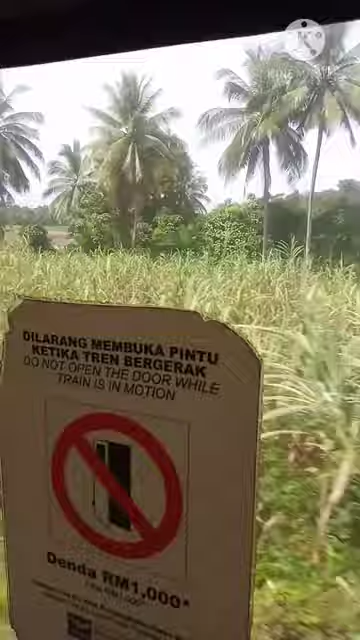 DILARANG MEMBUKA PINTU
KETIKA TREN BERGERAK
DO NOT OPEN THE DOOR WHILE
TRAIN IS IN MOTION
Denda RM1,000*